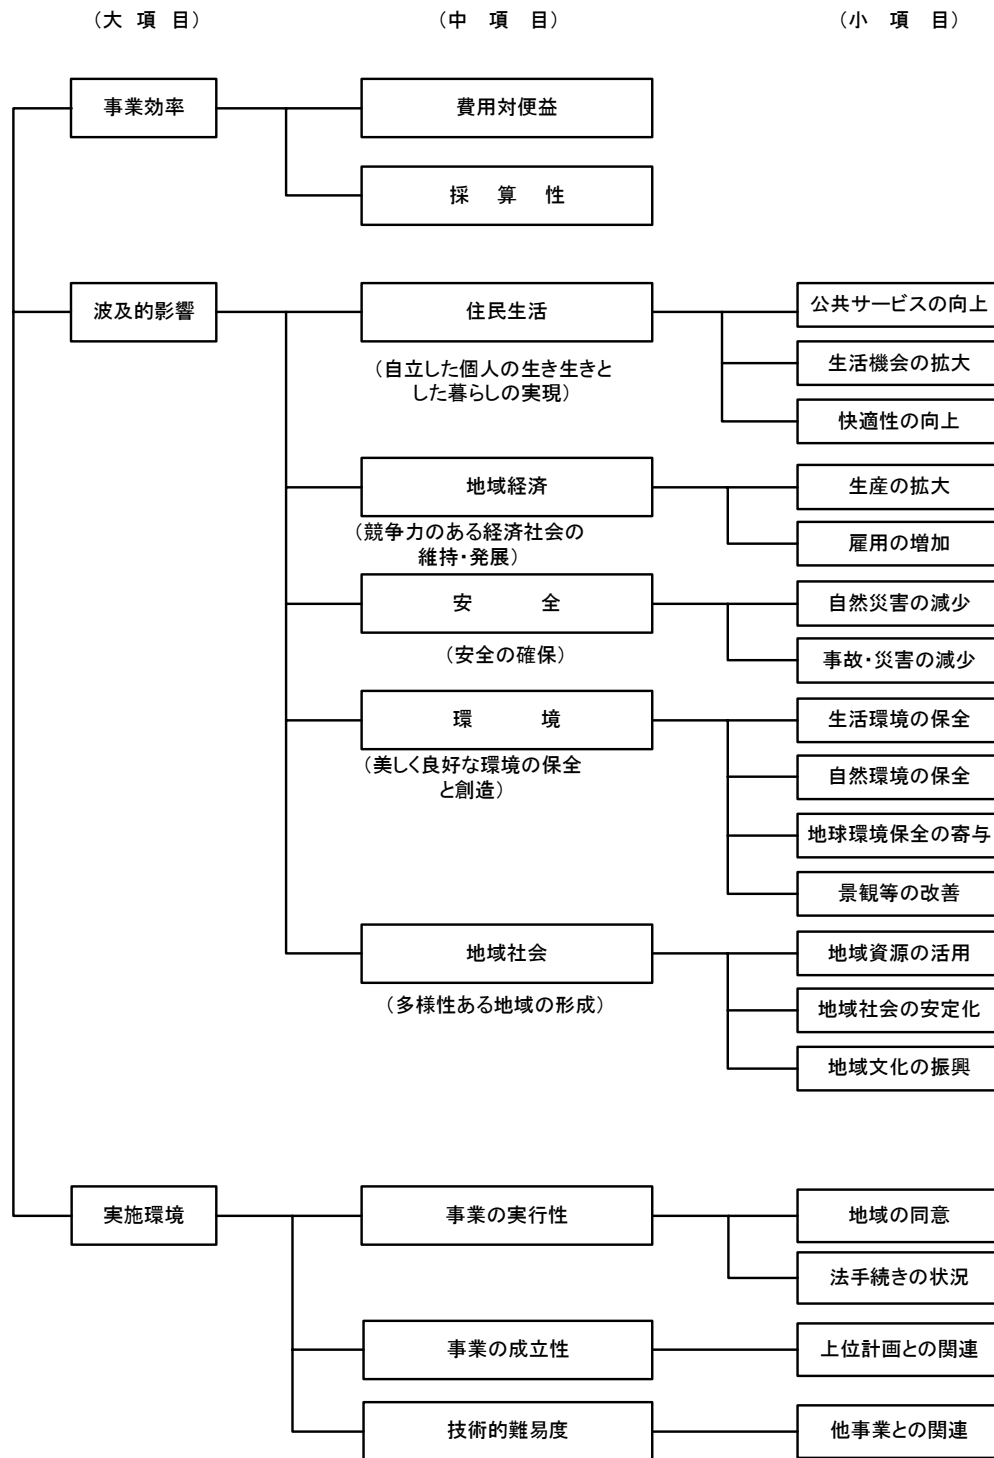 （大 項 目）
（中 項 目）
（小 項 目）
事業効率
費用対便益
採 算 性
波及的影響
住民生活
（自立した個人の生き生きと
した暮らしの実現）
公共サービスの向上
生活機会の拡大
快適性の向上
地域経済
（競争力のある経済社会の
維持・発展）
生産の拡大
雇用の増加
安 全
（安全の確保）
自然災害の減少
事故・災害の減少
環 境
（美しく良好な環境の保全
と創造）
生活環境の保全
自然環境の保全
地球環境保全の寄与
景観等の改善
地域社会
（多様性ある地域の形成）
地域資源の活用
地域社会の安定化
地域文化の振興
実施環境
事業の実行性
地域の同意
法手続きの状況
事業の成立性
上位計画との関連
技術的難易度
他事業との関連